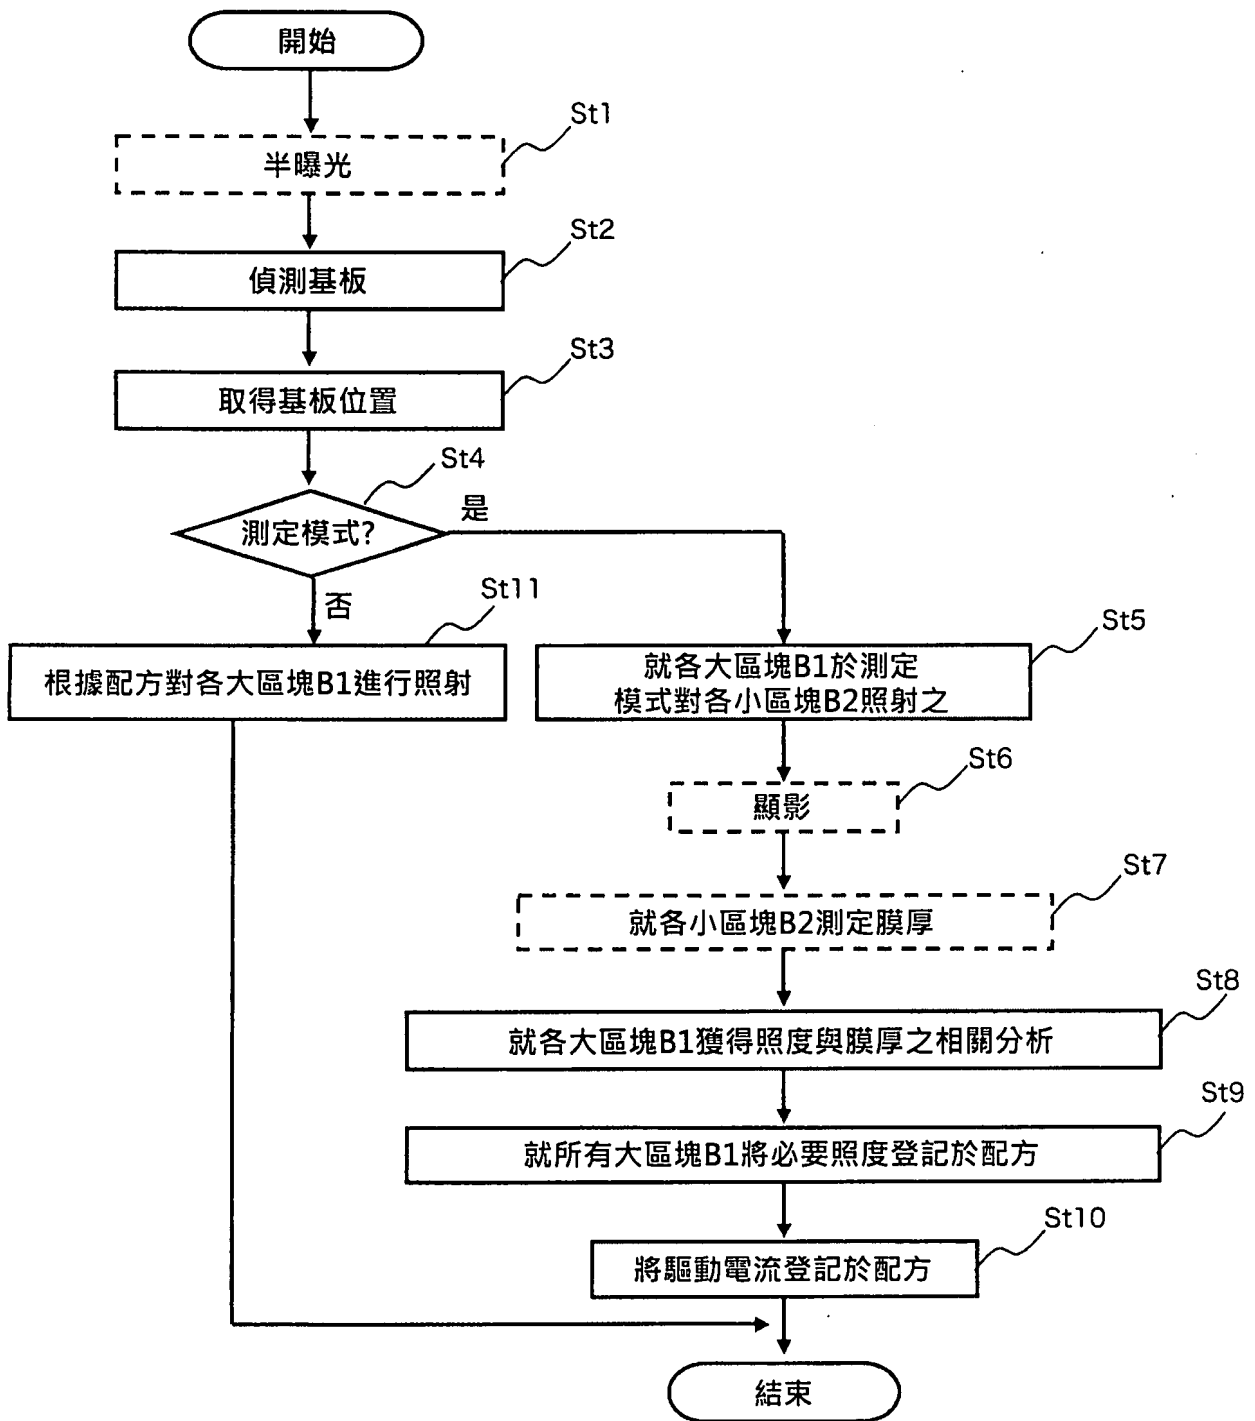 開始
St1
半曝光
St2
偵測基板
St3
取得基板位置
St4
測定模式?
是
否
St11
根據配方對各大區塊B1進行照射
St5
就各大區塊B1於測定
模式對各小區塊B2照射之
St6
顯影
St7
就各小區塊B2測定膜厚
St8
就各大區塊B1獲得照度與膜厚之相關分析
St9
就所有大區塊B1將必要照度登記於配方
St10
將驅動電流登記於配方
結束